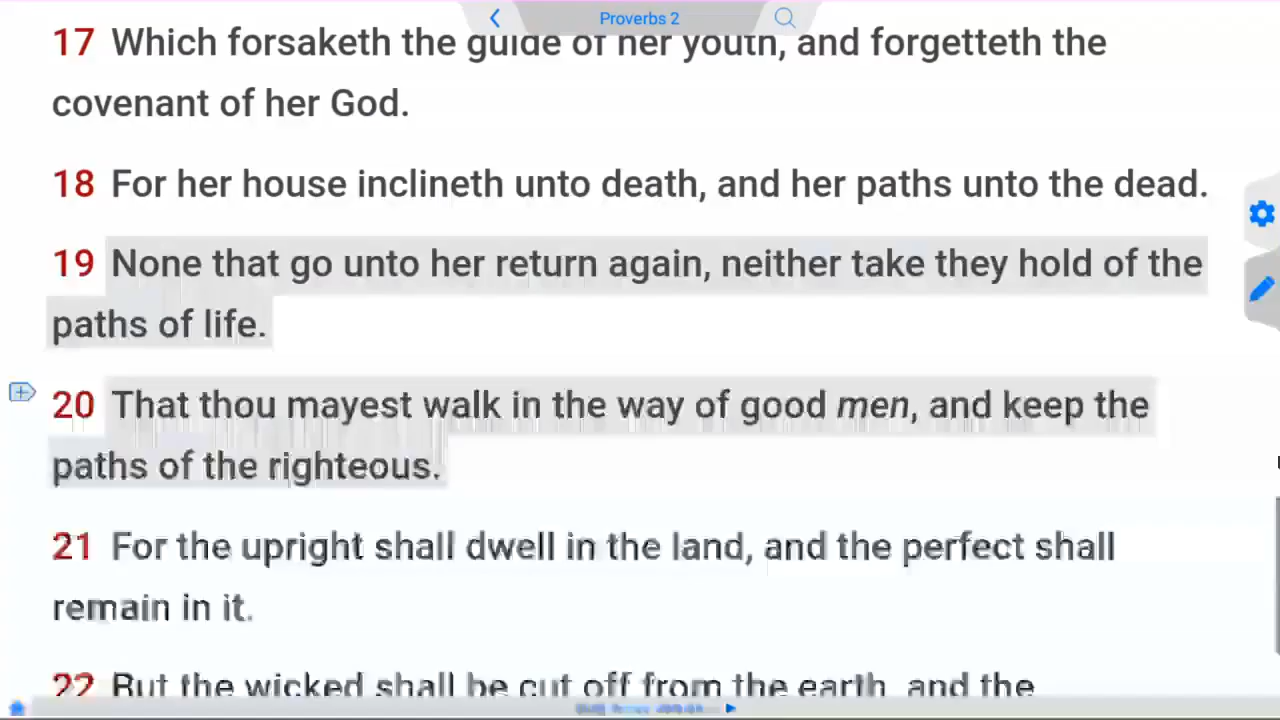 Proverbs 2
17 Which forsaketh the guide of her youth, and forgetteth the
covenant of her God.
18 For her house inclineth unto death, and her paths unto the dead.
19 None that go unto her return again, neither take they hold of the
paths of life.
20 That thou mayest walk in the way of good men, and keep the
paths of the righteous.
21 For the upright shall dwell in the land, and the perfect shall
remain in it.
22 But the wicked shall be cut off from the earth, and the